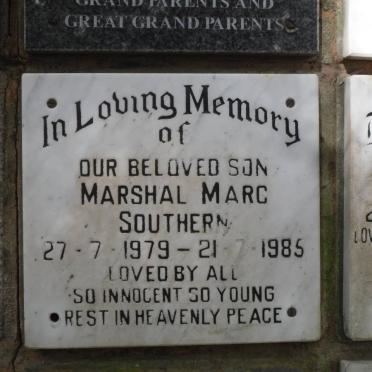 GRAND PARENTS AND
GREAT GRAND PARENTS
In Loving Memory
of
OUR BELOVED SON
MARSHAL MARC
SOUTHERN
27 - 7 - 1979 - 21 - 7 - 1985
LOVED BY ALL
SO INNOCENT SO YOUNG
REST IN HEAVENLY PEACE